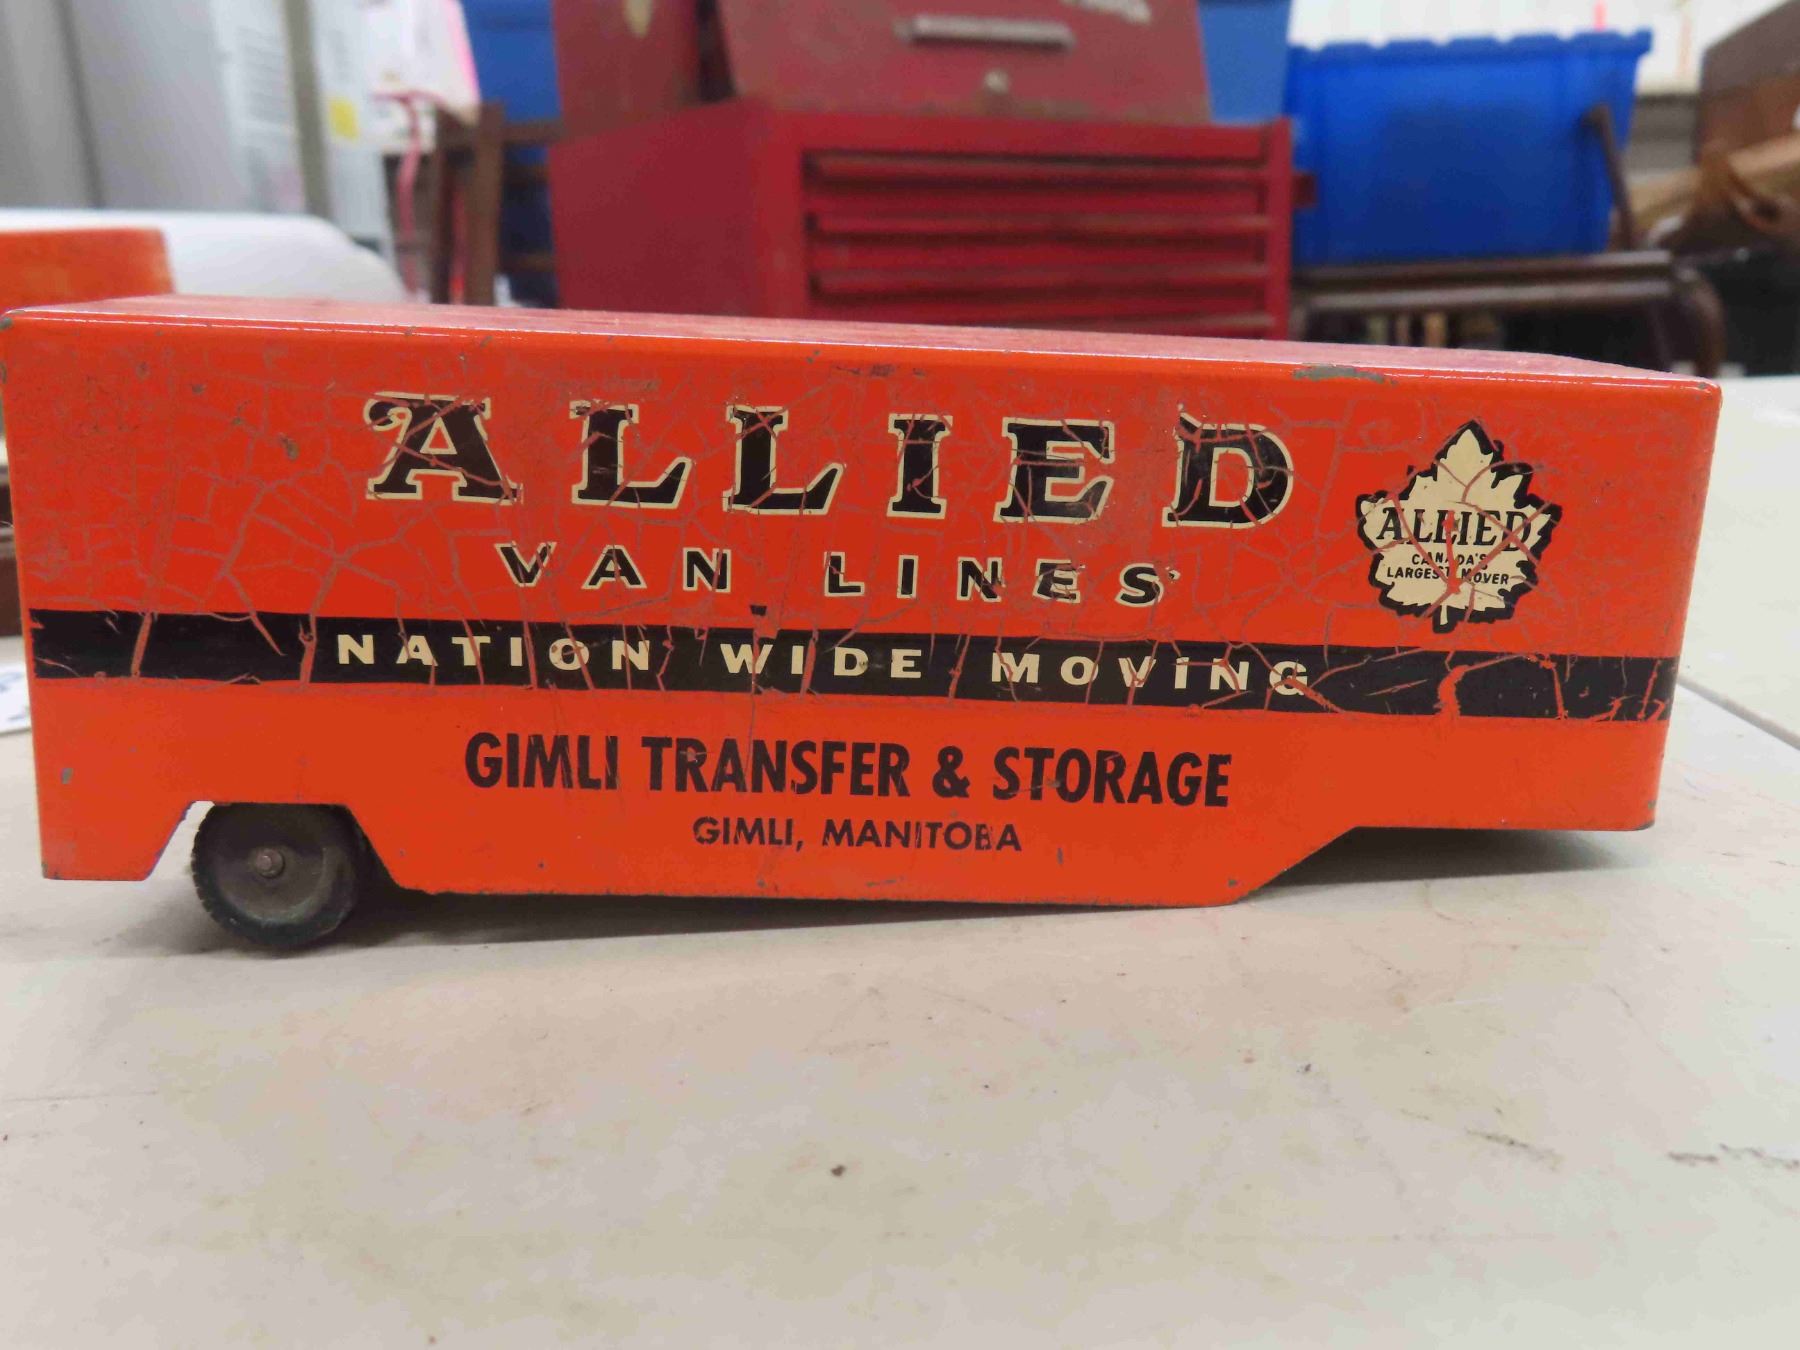 ALLIED
VAN LINES
NATION WIDE MOVING
GIMLI TRANSFER & STORAGE
GIMLI, MANITOBA
ALLIED
CANADA'S
LARGEST MOVER